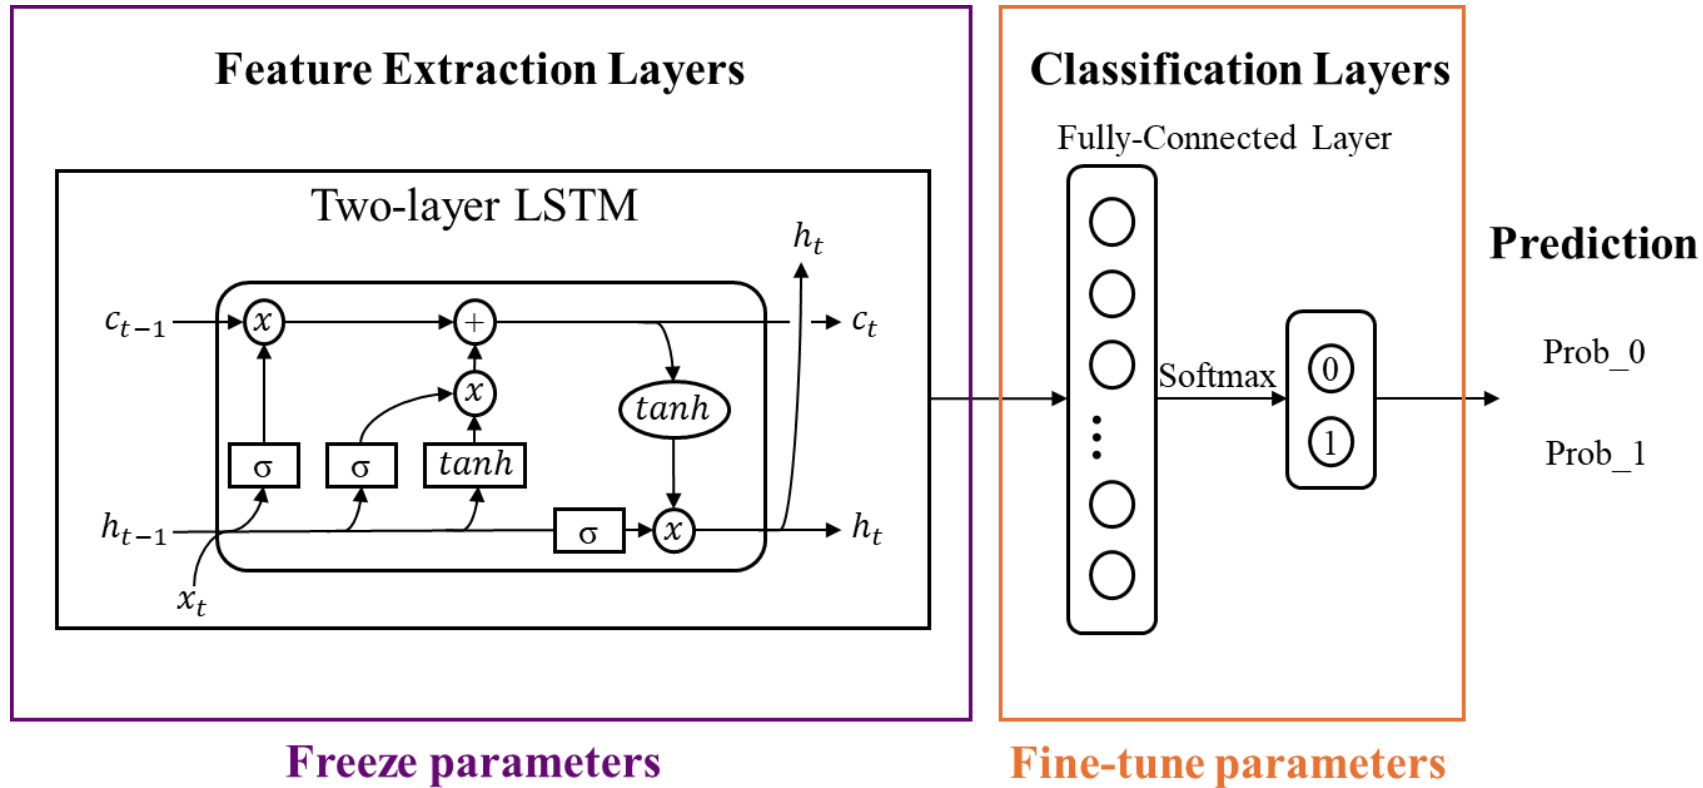 Feature Extraction Layers
Two-layer LSTM
h_t
c_{t-1}
x
+
c_t
x
tanh
σ
σ
tanh
h_{t-1}
σ
x
h_t
x_t
Freeze parameters
Classification Layers
Fully-Connected Layer
Softmax
0
1
Fine-tune parameters
Prediction
Prob_0
Prob_1